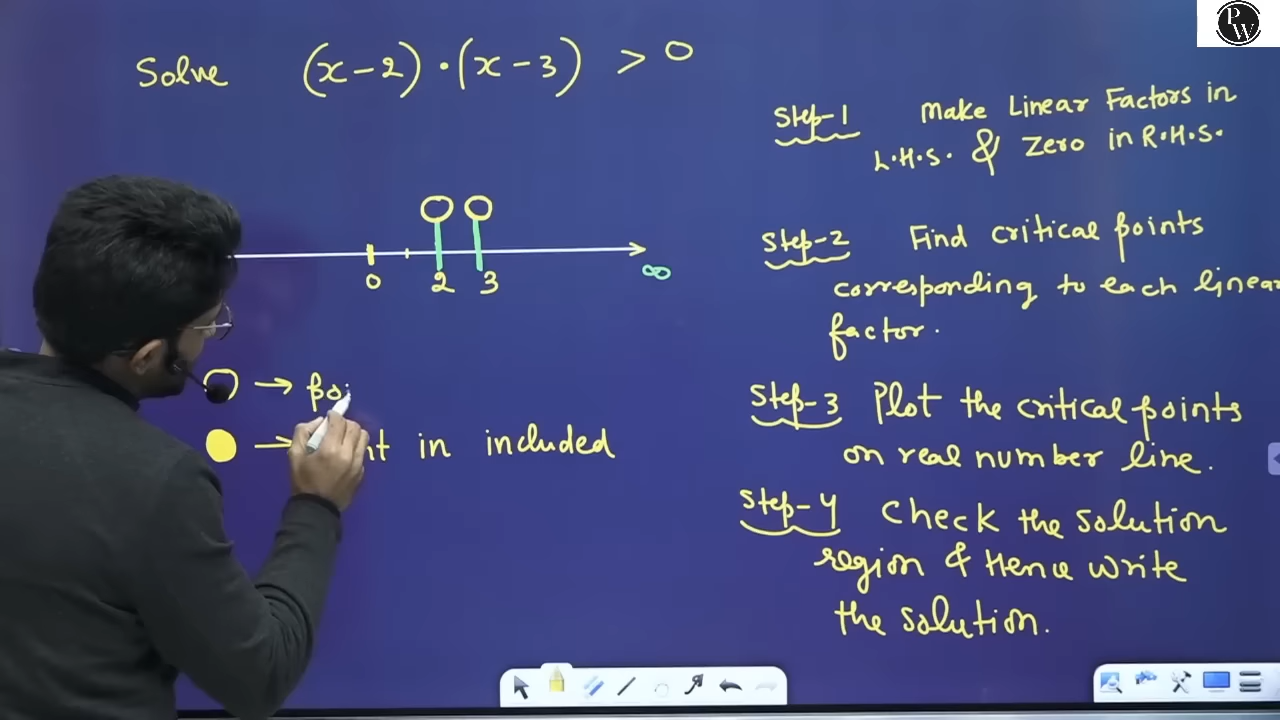 Solve (x-2)·(x-3) > 0
0 2 3 ∞
→ poi
→ in included
Step-1 Make Linear Factors in
L.H.S. & Zero in R.H.S.
Step-2 Find critical points
corresponding to each linear
factor.
Step-3 Plot the critical points
on real number line.
Step-4 Check the solution
region & Hence write
the solution.
PW